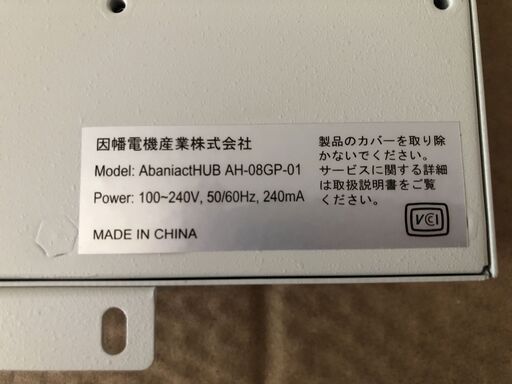 因幡電機産業株式会社
Model: AbaniactHUB AH-08GP-01
Power: 100~240V, 50/60Hz, 240mA
MADE IN CHINA
製品のカバーを取り除
かないでください。
サービスに関する詳細
は取扱説明書をご覧
ください。
VCI